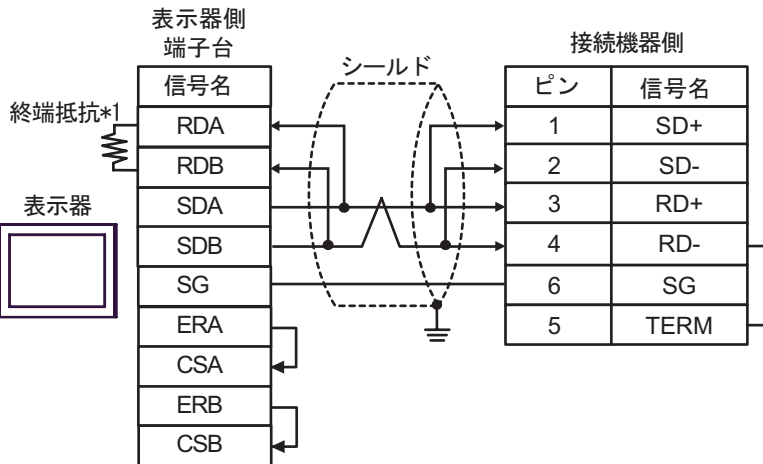 表示器側
端子台
信号名
終端抵抗*1
RDA
RDB
SDA
SDB
SG
ERA
CSA
ERB
CSB
表示器
シールド
接続機器側
ピン 信号名
1 SD+
2 SD-
3 RD+
4 RD-
6 SG
5 TERM